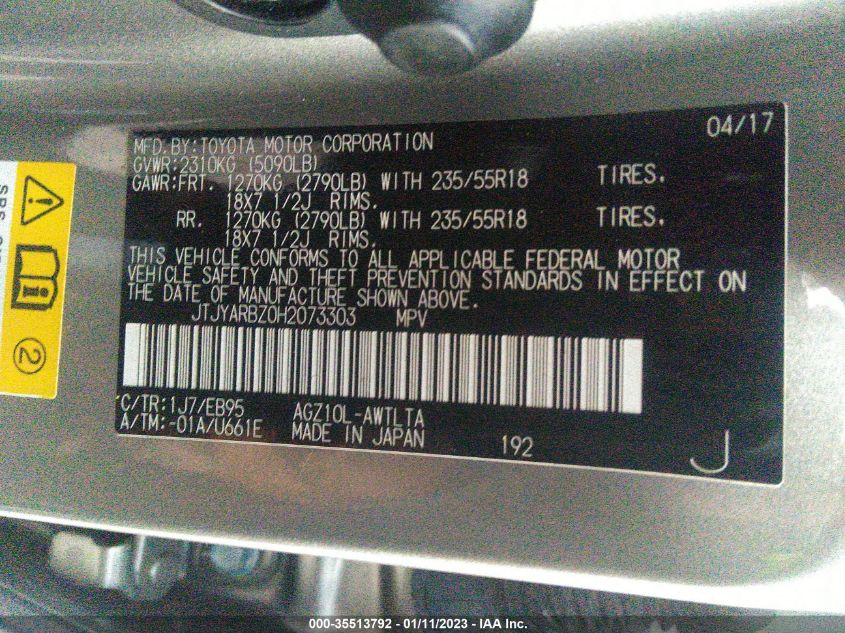 04/17
MFD. BY:TOYOTA MOTOR CORPORATION
GVWR:2310KG (5090LB)
GAWR:FRT. 1270KG (2790LB) WITH 235/55R18 TIRES.
18X7 1/2J RIMS.
RR. 1270KG (2790LB) WITH 235/55R18 TIRES.
18X7 1/2J RIMS.
THIS VEHICLE CONFORMS TO ALL APPLICABLE FEDERAL MOTOR
VEHICLE SAFETY AND THEFT PREVENTION STANDARDS IN EFFECT ON
THE DATE OF MANUFACTURE SHOWN ABOVE.
JTJYARBZ0H2073303 MPV
C/TR:1J7/EB95 AGZ10L-AWTLTA
A/TM:-01A/U661E MADE IN JAPAN 192
J
2
000-35513792 - 01/11/2023 - IAA Inc.